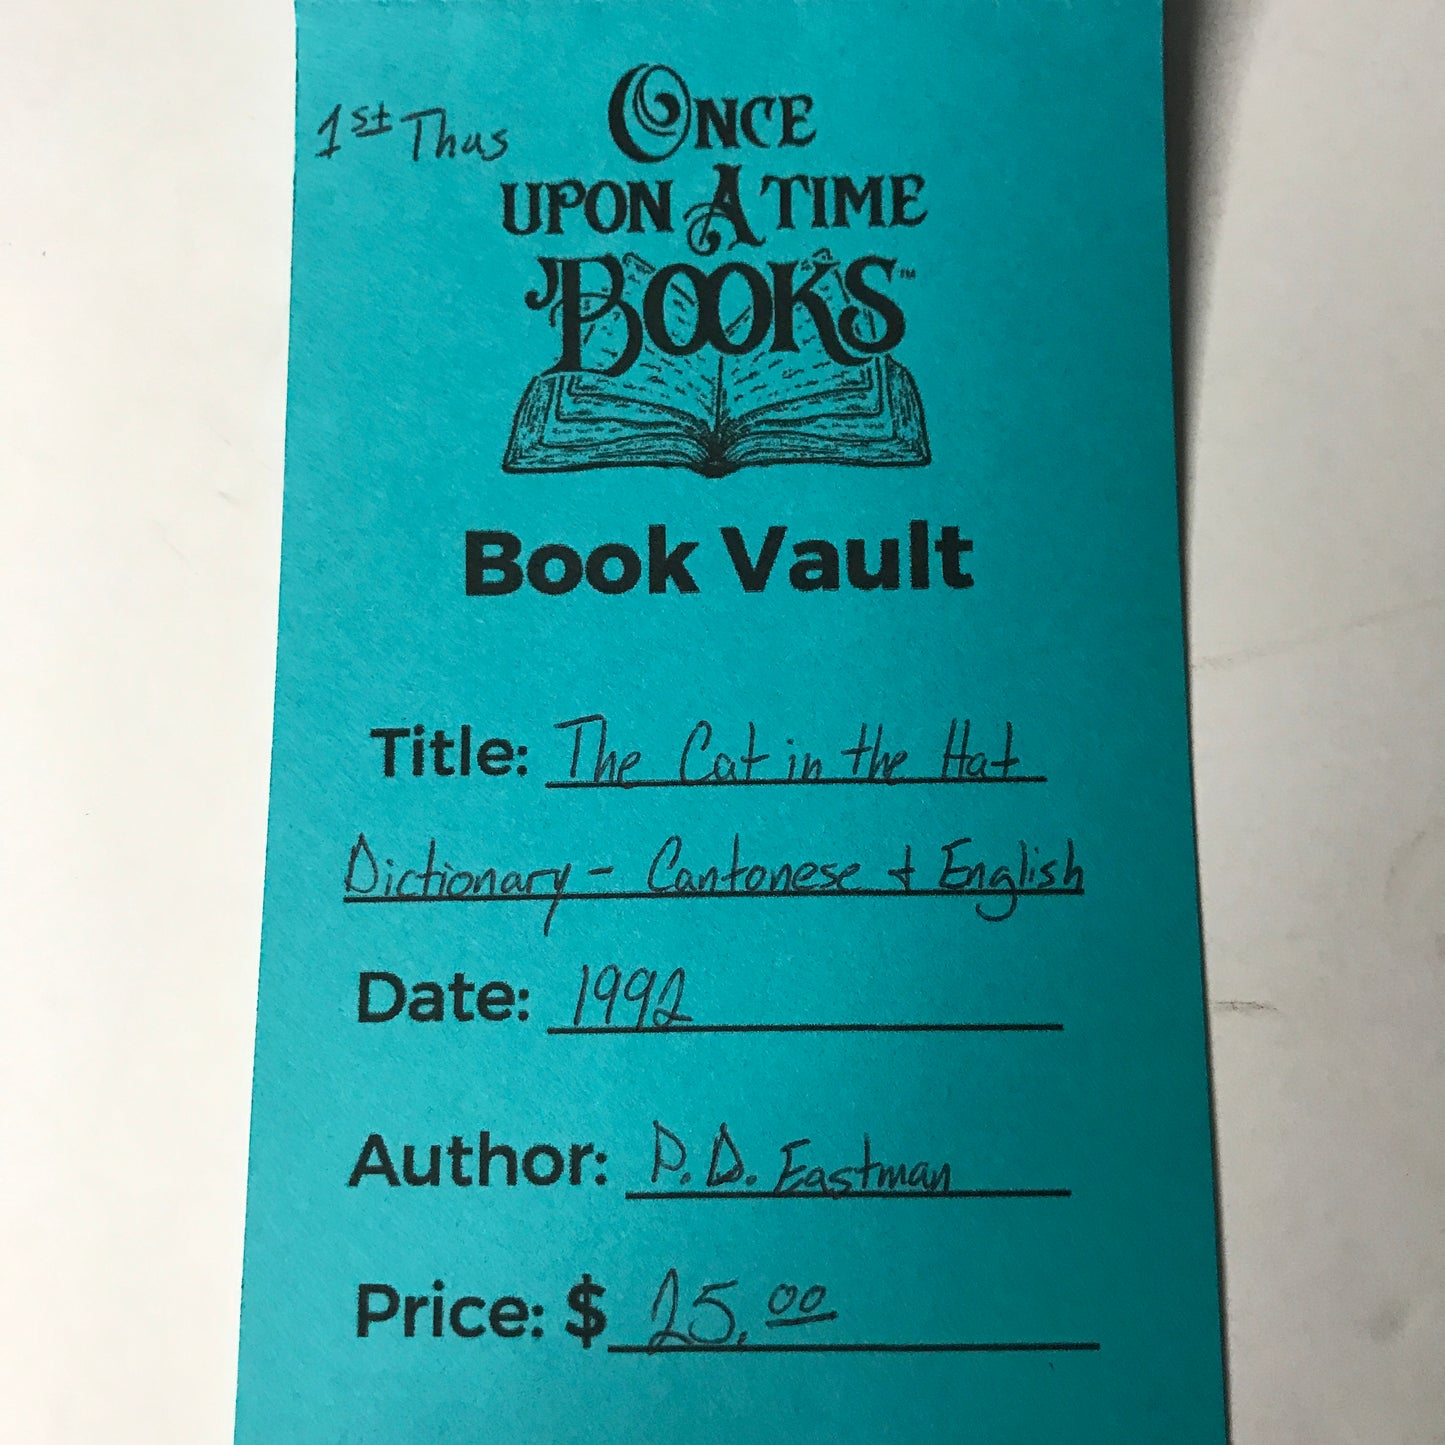 1st Thus
ONCE
UPON A TIME
BOOKS™
Book Vault
Title: The Cat in the Hat
Dictionary - Cantonese & English
Date: 1992
Author: P.D. Eastman
Price: $ 25.00